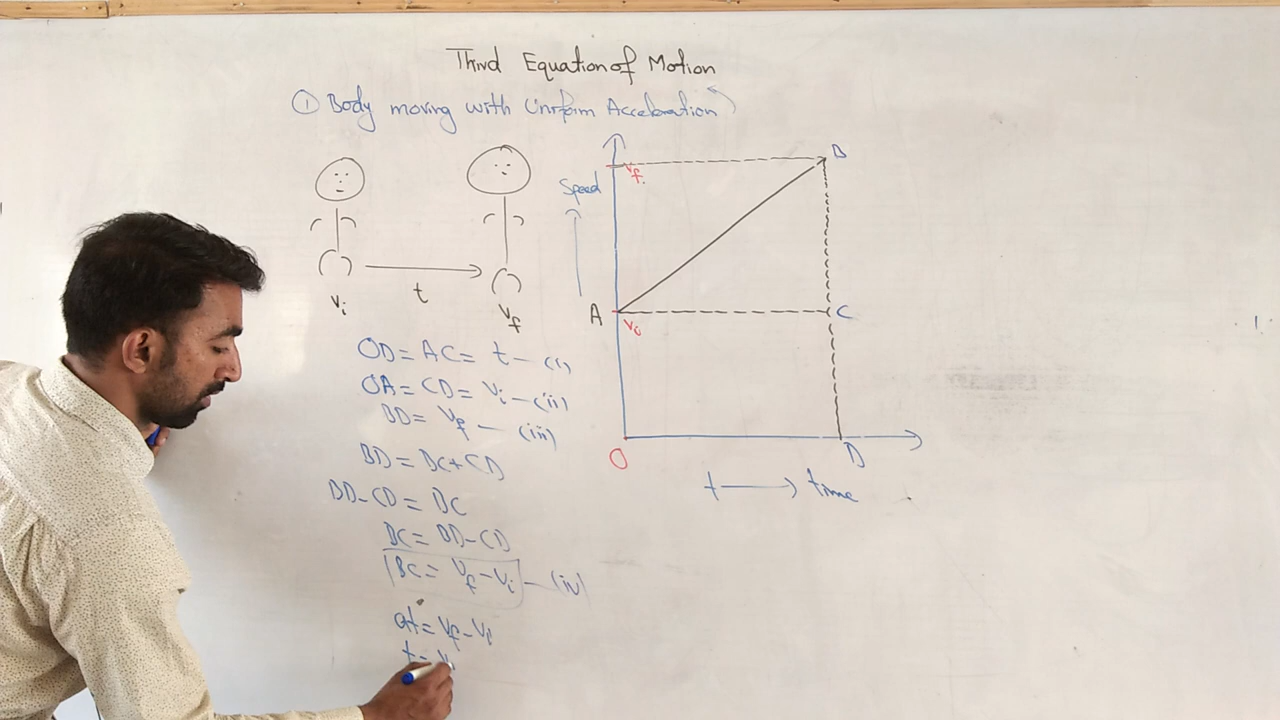 Third Equation of Motion
① Body moving with Uniform Acceleration
Speed
Vf
B
A
Vi
C
O
D
t → time
t
Vi
Vf
OD = AC = t — (i)
OA = CD = Vi — (ii)
BD = Vf — (iii)
BD = BC + CD
BD - CD = BC
BC = BD - CD
BC = Vf - Vi — (iv)
at = Vf - Vi
t = V